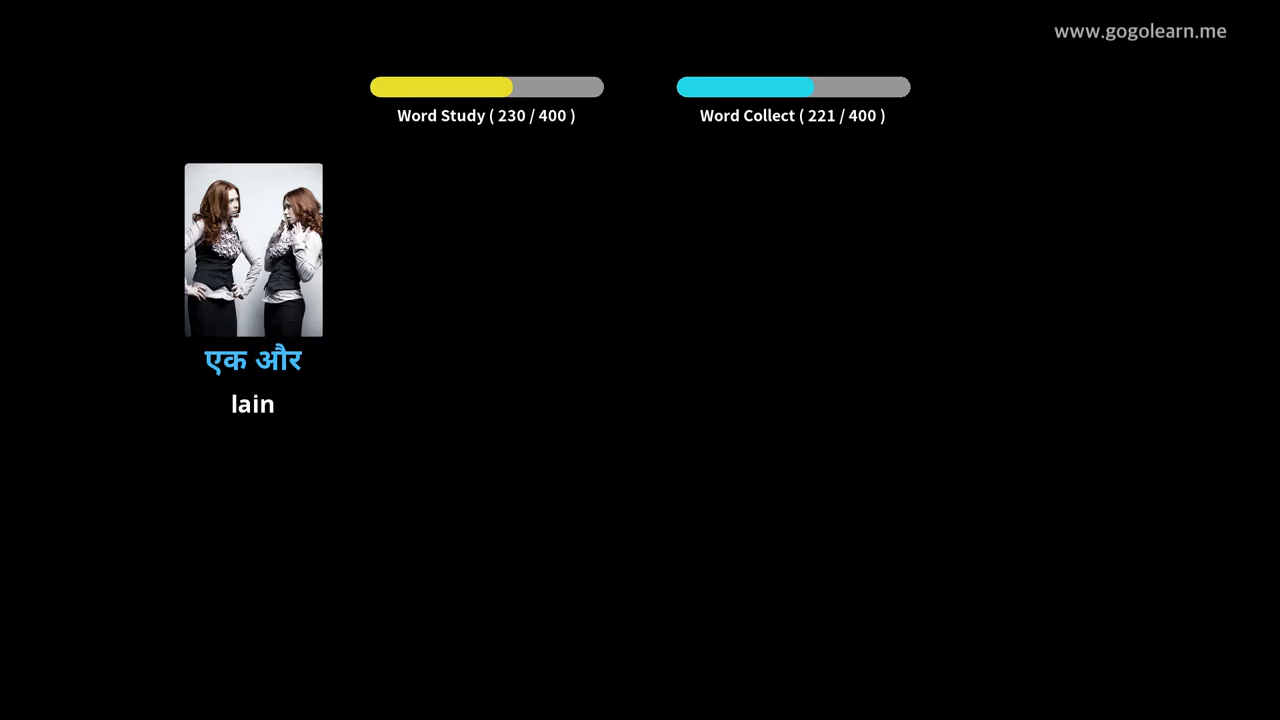 www.gogolearn.me
Word Study ( 230 / 400 )
Word Collect ( 221 / 400 )
एक और
lain